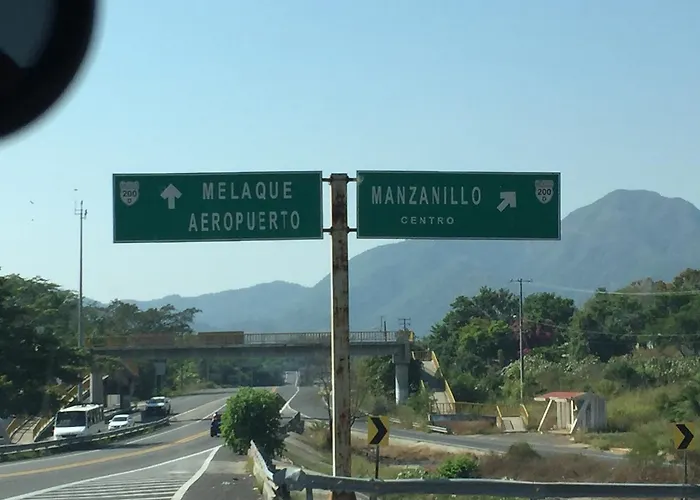 200
MELAQUE
AEROPUERTO
MANZANILLO
CENTRO
200
D